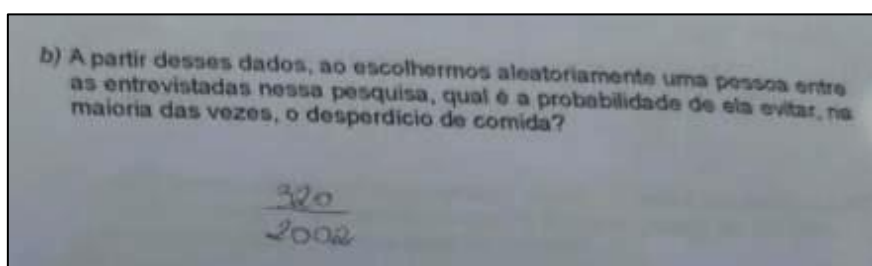 b) A partir desses dados, ao escolhermos aleatoriamente uma pessoa entre
as entrevistadas nessa pesquisa, qual é a probabilidade de ela evitar, na
maioria das vezes, o desperdício de comida?
320
2002